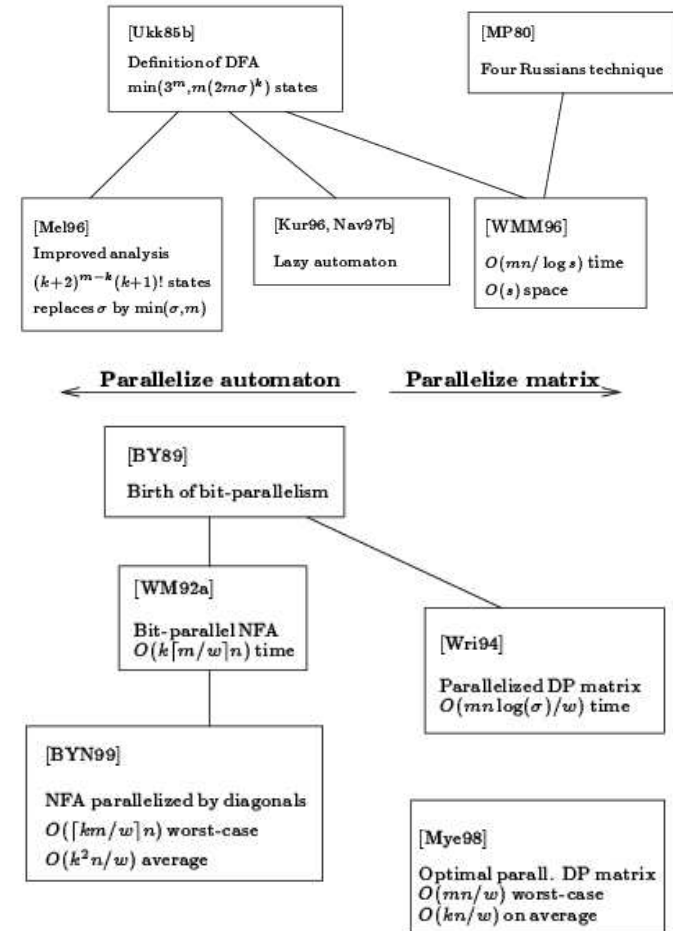 [Ukk85b]
Definition of DFA
min(3^m, m(2mσ)^k) states
[MP80]
Four Russians technique
[Mel96]
Improved analysis
(k+2)^{m−k}(k+1)! states
replaces σ by min(σ,m)
[Kur96, Nav97b]
Lazy automaton
[WMM96]
O(mn/ log s) time
O(s) space
Parallelize automaton
Parallelize matrix
[BY89]
Birth of bit-parallelism
[WM92a]
Bit-parallel NFA
O(k⌈m/w⌉n) time
[Wri94]
Parallelized DP matrix
O(mn log(σ)/w) time
[BYN99]
NFA parallelized by diagonals
O(⌈km/w⌉n) worst-case
O(k²n/w) average
[Mye98]
Optimal parall. DP matrix
O(mn/w) worst-case
O(kn/w) on average